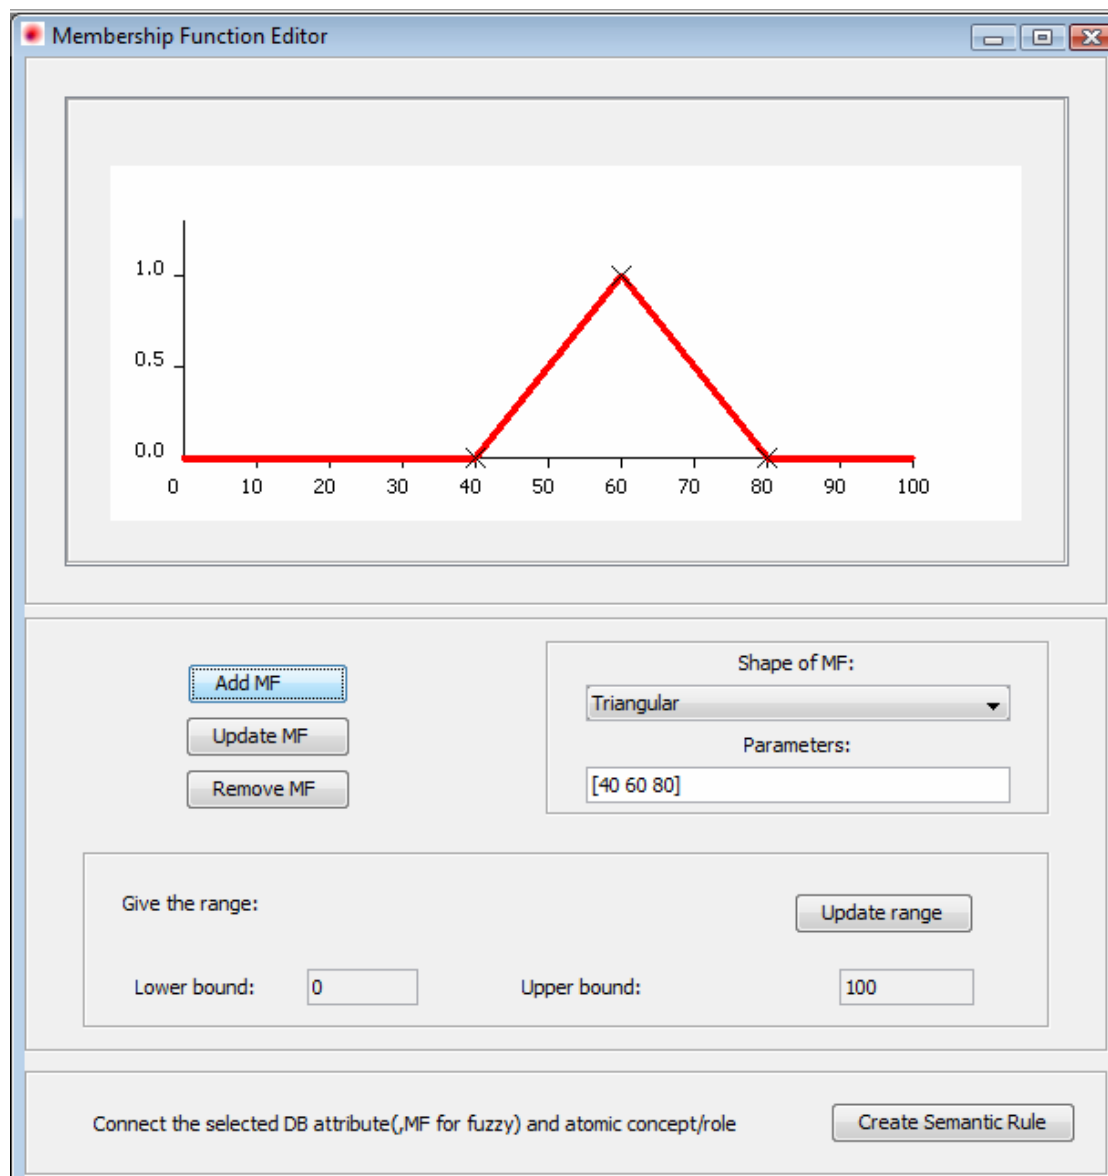 Membership Function Editor
1.0
0.5
0.0
0 10 20 30 40 50 60 70 80 90 100
Add MF
Update MF
Remove MF
Shape of MF:
Triangular
Parameters:
[40 60 80]
Give the range:
Update range
Lower bound: 0 Upper bound: 100
Connect the selected DB attribute(,MF for fuzzy) and atomic concept/role
Create Semantic Rule